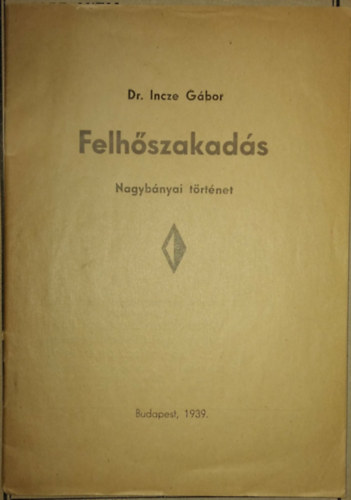 Dr. Incze Gábor
Felhőszakadás
Nagybányai történet
Budapest, 1939.